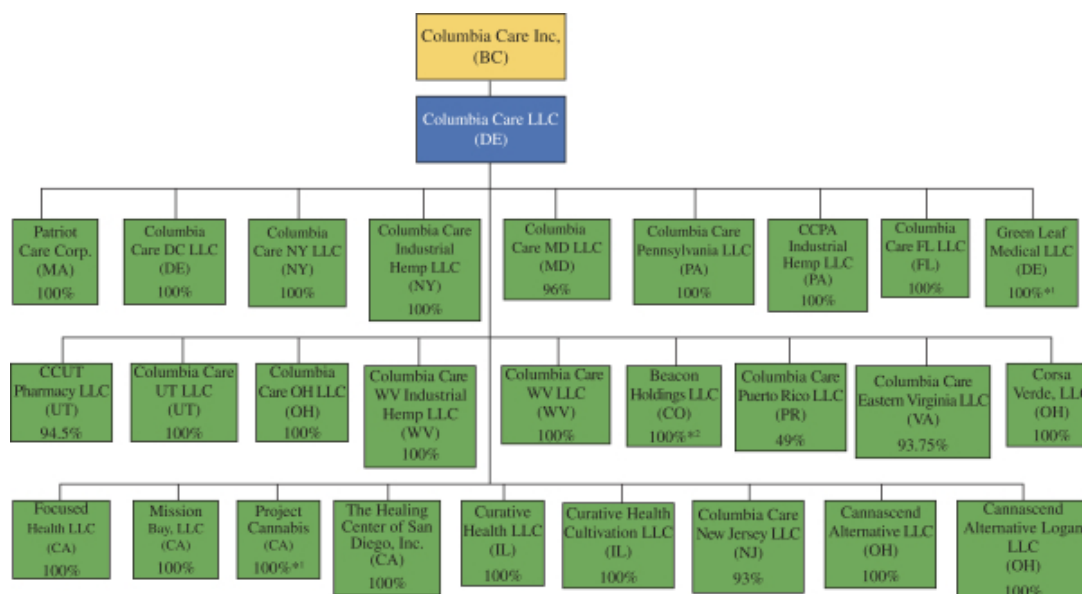 Columbia Care Inc,
(BC)
Columbia Care LLC
(DE)
Patriot
Care Corp.
(MA)
100%
Columbia
Care DC LLC
(DE)
100%
Columbia
Care NY LLC
(NY)
100%
Columbia Care
Industrial
Hemp LLC
(NY)
100%
Columbia
Care MD LLC
(MD)
96%
Columbia Care
Pennsylvania LLC
(PA)
100%
CCPA
Industrial
Hemp LLC
(PA)
100%
Columbia
Care FL LLC
(FL)
100%
Green Leaf
Medical LLC
(DE)
100%*1
CCUT
Pharmacy LLC
(UT)
94.5%
Columbia Care
UT LLC
(UT)
100%
Columbia
Care OH LLC
(OH)
100%
Columbia Care
WV Industrial
Hemp LLC
(WV)
100%
Columbia Care
WV LLC
(WV)
100%
Beacon
Holdings LLC
(CO)
100%*2
Columbia Care
Puerto Rico LLC
(PR)
49%
Columbia Care
Eastern Virginia LLC
(VA)
93.75%
Corsa
Verde, LLC
(OH)
100%
Focused
Health LLC
(CA)
100%
Mission
Bay, LLC
(CA)
100%
Project
Cannabis
(CA)
100%*1
The Healing
Center of San
Diego, Inc.
(CA)
100%
Curative
Health LLC
(IL)
100%
Curative Health
Cultivation LLC
(IL)
100%
Columbia Care
New Jersey LLC
(NJ)
93%
Cannascend
Alternative LLC
(OH)
100%
Cannascend
Alternative Logan
LLC
(OH)
100%